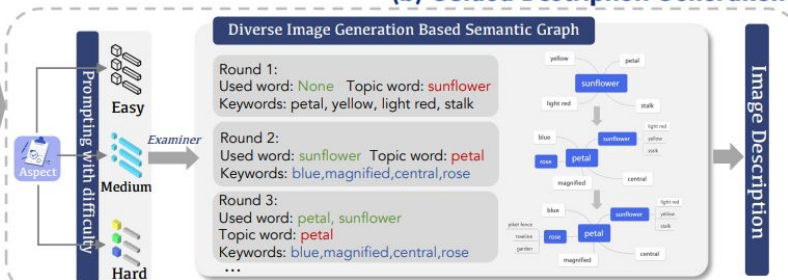 Diverse Image Generation Based Semantic Graph
Prompting with difficulty
Aspect
Easy
Medium
Hard
Examiner
Round 1:
Used word: None Topic word: sunflower
Keywords: petal, yellow, light red, stalk
Round 2:
Used word: sunflower Topic word: petal
Keywords: blue,magnified,central,rose
Round 3:
Used word: petal, sunflower
Topic word: petal
Keywords: blue,magnified,central,rose
...
yellow
petal
sunflower
light red
stalk
blue
sunflower
light red
yellow
stalk
rose
petal
magnified
central
blue
sunflower
light red
yellow
stalk
rose
petal
garden
magnified
central
Image Description